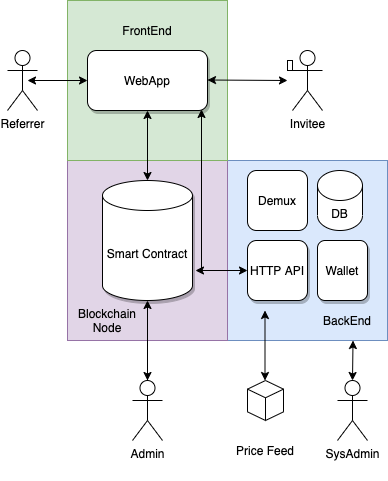 FrontEnd
WebApp
Referrer
Invitee
Demux
DB
Smart Contract
HTTP API
Wallet
Blockchain
Node
BackEnd
Admin
Price Feed
SysAdmin